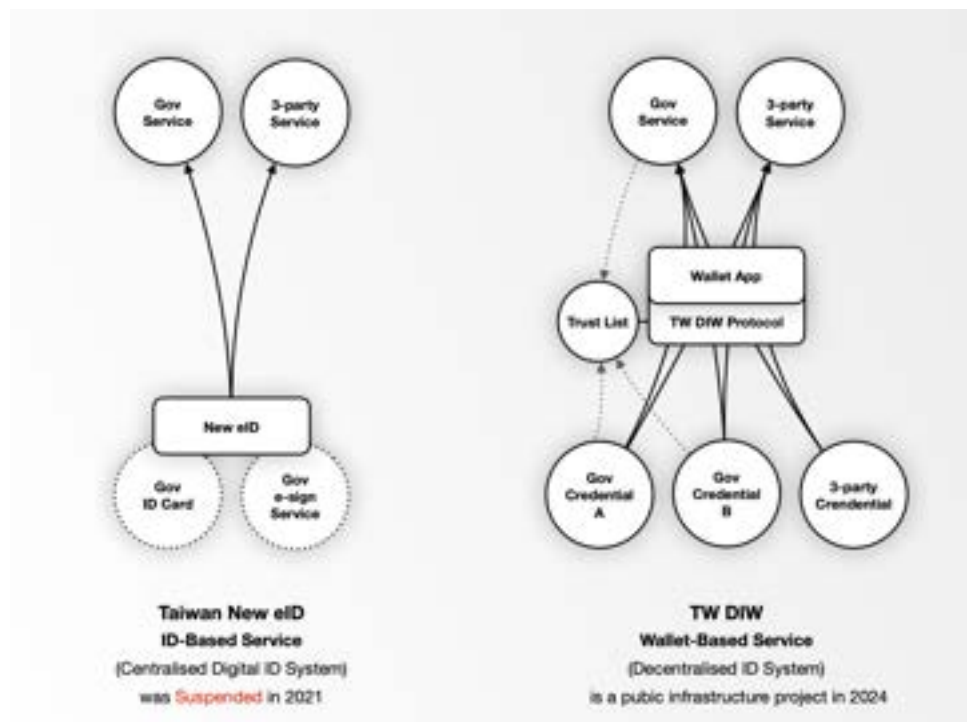 Gov
Service
3-party
Service
New eID
Gov
ID Card
Gov
e-sign
Service
Taiwan New eID
ID-Based Service
(Centralised Digital ID System)
was Suspended in 2021
Gov
Service
3-party
Service
Wallet App
Trust List
TW DIW Protocol
Gov
Credential
A
Gov
Credential
B
3-party
Crendential
TW DIW
Wallet-Based Service
(Decentralised ID System)
is a pubic infrastructure project in 2024